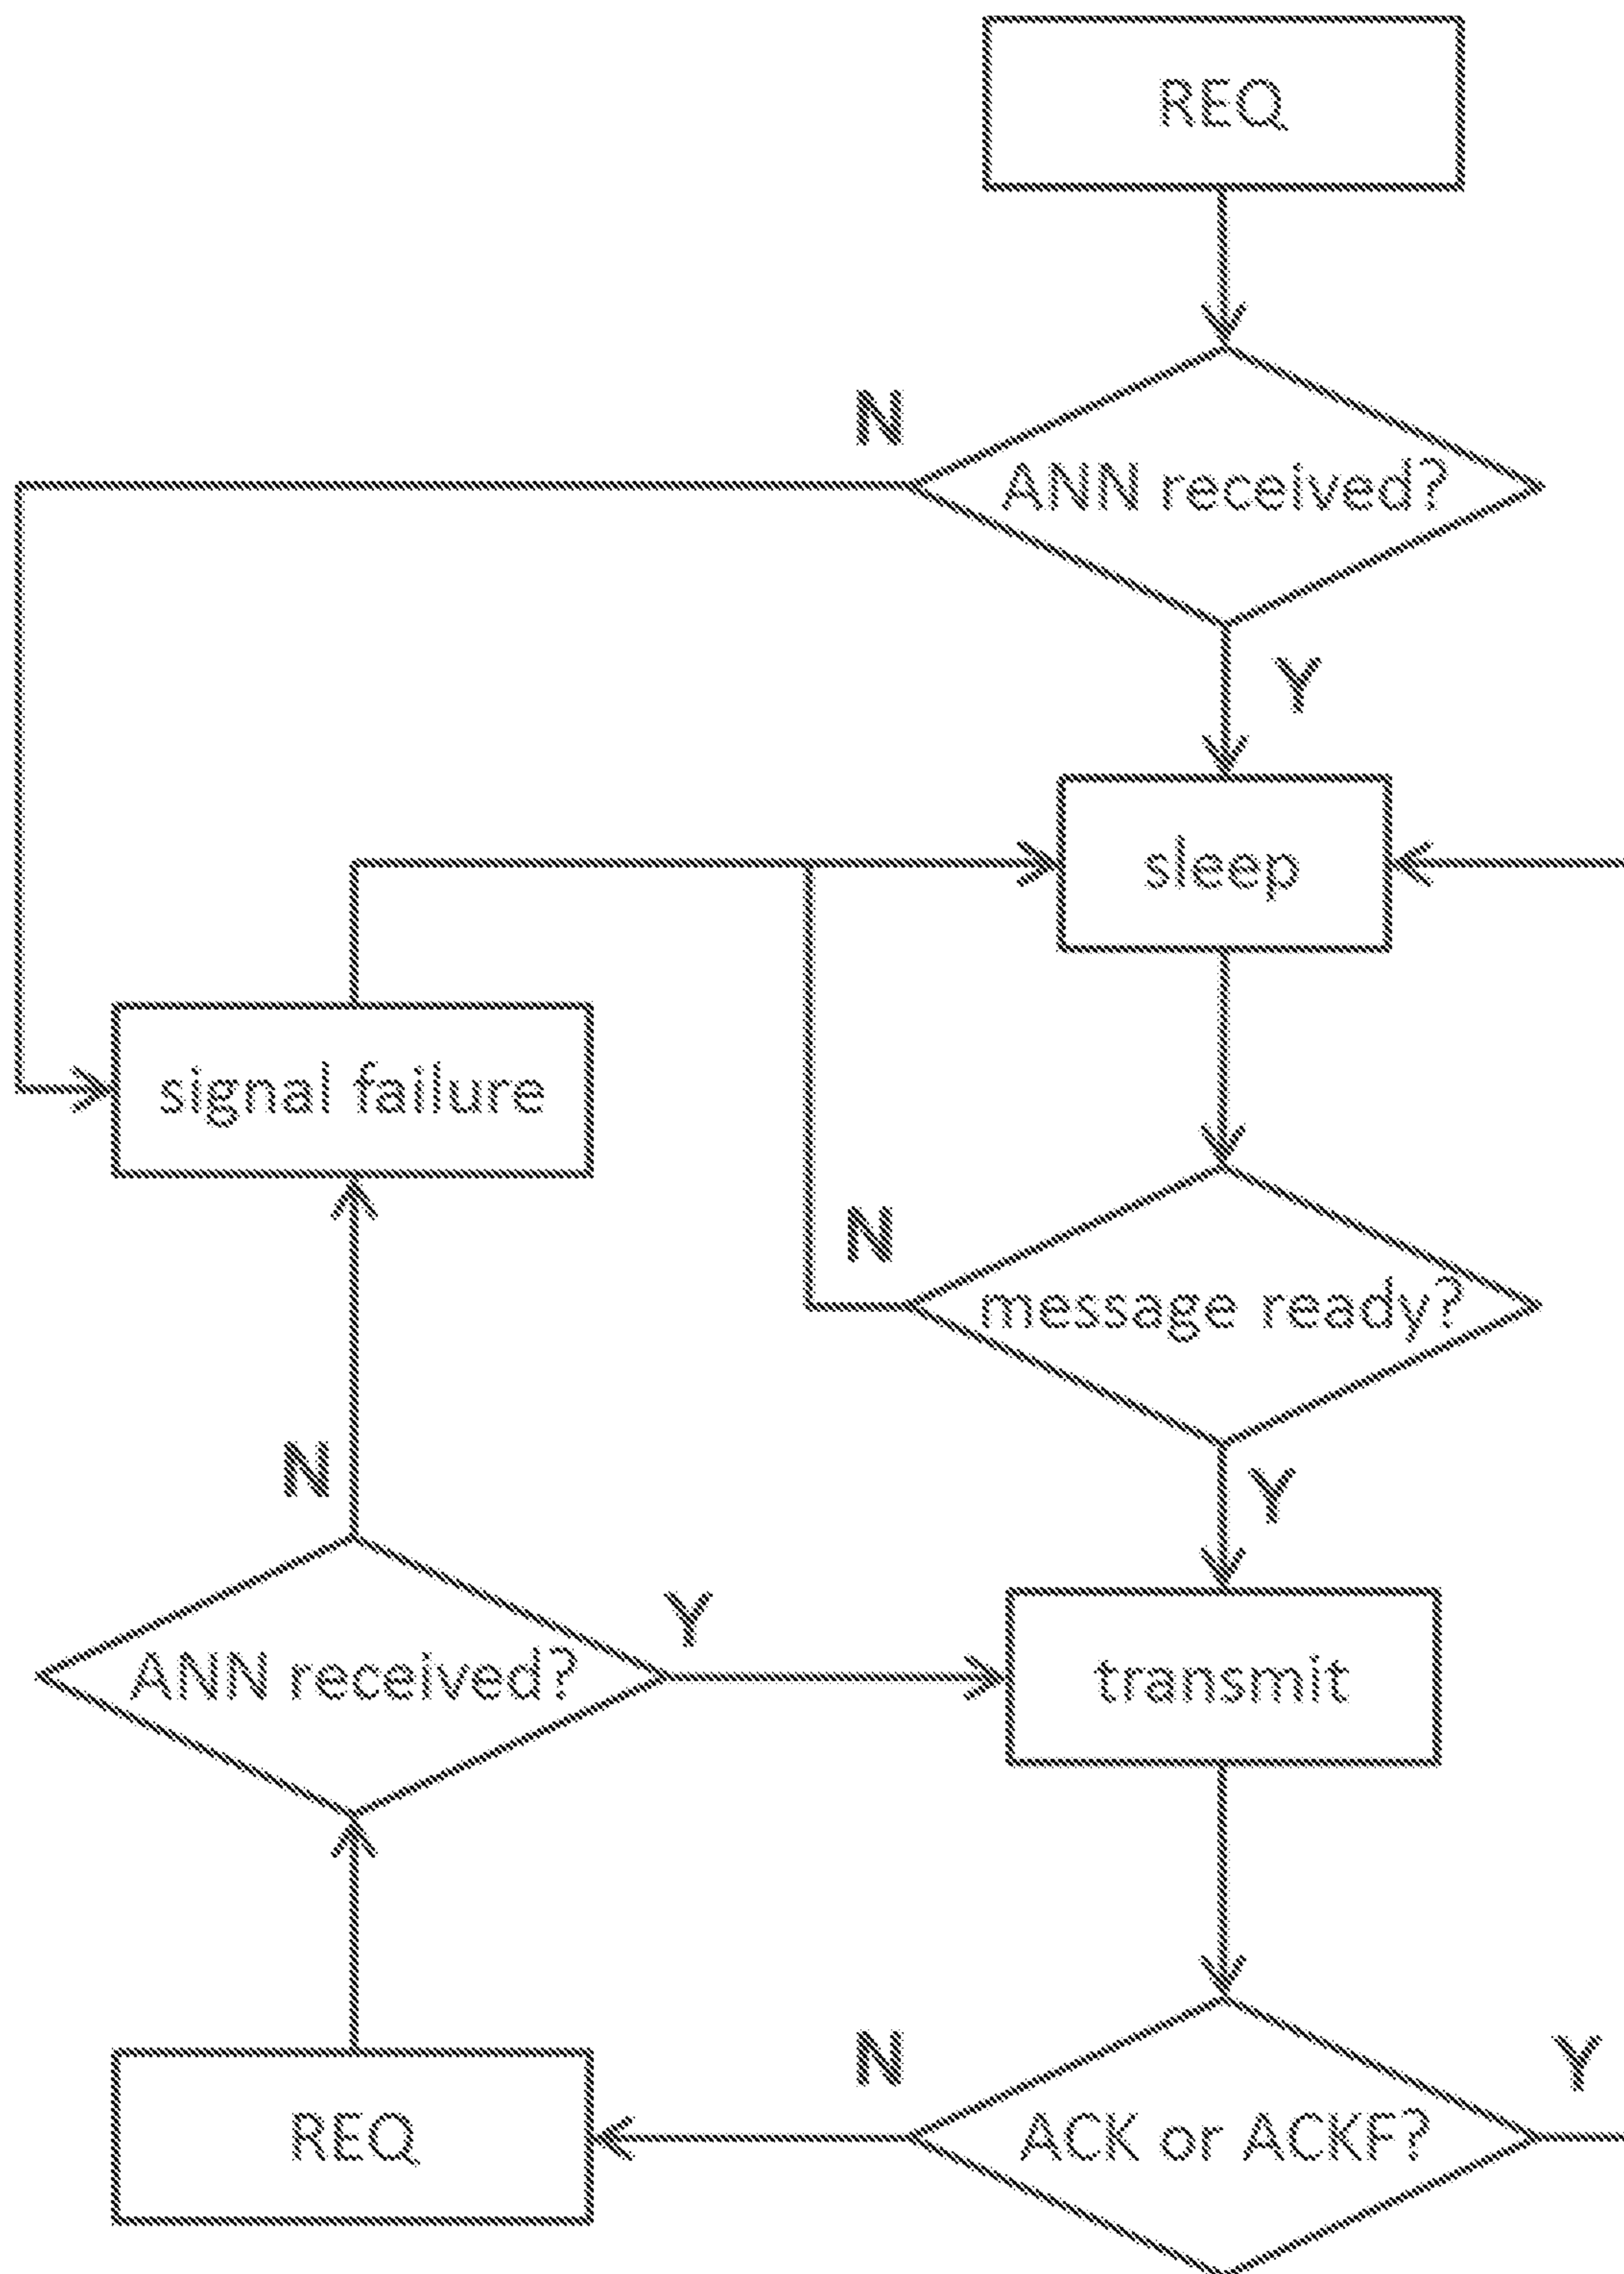 REQ
N
ANN received?
Y
sleep
signal failure
N
message ready?
Y
N
Y
ANN received?
transmit
N
Y
REQ
ACK or ACKF?